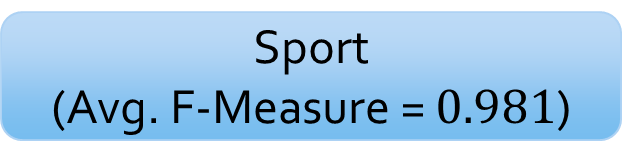 Sport
(Avg. F-Measure = 0.981)